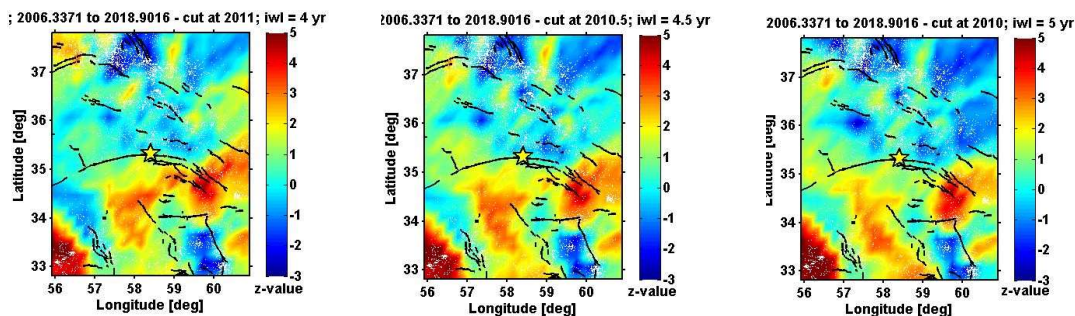 ; 2006.3371 to 2018.9016 - cut at 2011; iwl = 4 yr
5
4
3
2
1
0
-1
-2
-3
37
36
35
34
33
Latitude [deg]
56 57 58 59 60
Longitude [deg]
z-value
2006.3371 to 2018.9016 - cut at 2010.5; iwl = 4.5 yr
5
4
3
2
1
0
-1
-2
-3
37
36
35
34
33
Latitude [deg]
56 57 58 59 60
Longitude [deg]
z-value
2006.3371 to 2018.9016 - cut at 2010; iwl = 5 yr
5
4
3
2
1
0
-1
-2
-3
37
36
35
34
33
Latitude [deg]
56 57 58 59 60
Longitude [deg]
z-value